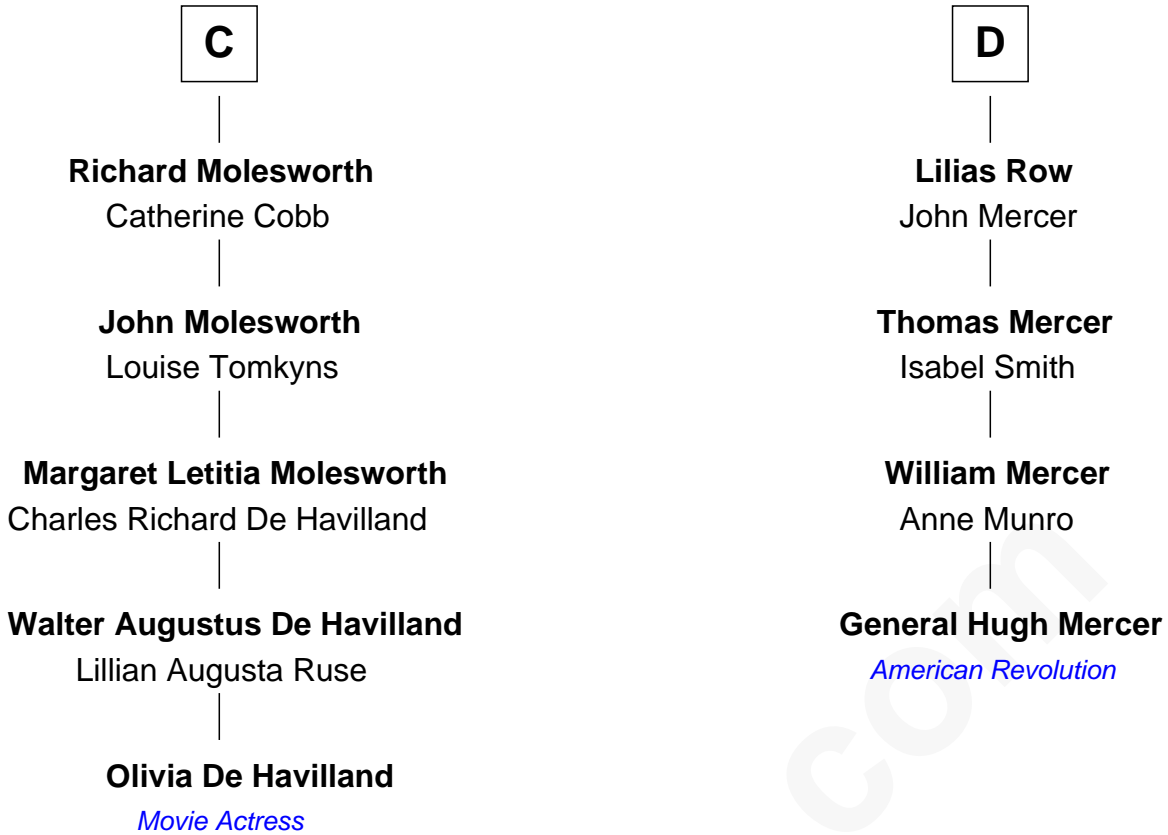 C
Richard Molesworth
Catherine Cobb
John Molesworth
Louise Tomkyns
Margaret Letitia Molesworth
Charles Richard De Havilland
Walter Augustus De Havilland
Lillian Augusta Ruse
Olivia De Havilland
Movie Actress
D
Lilias Row
John Mercer
Thomas Mercer
Isabel Smith
William Mercer
Anne Munro
General Hugh Mercer
American Revolution
com